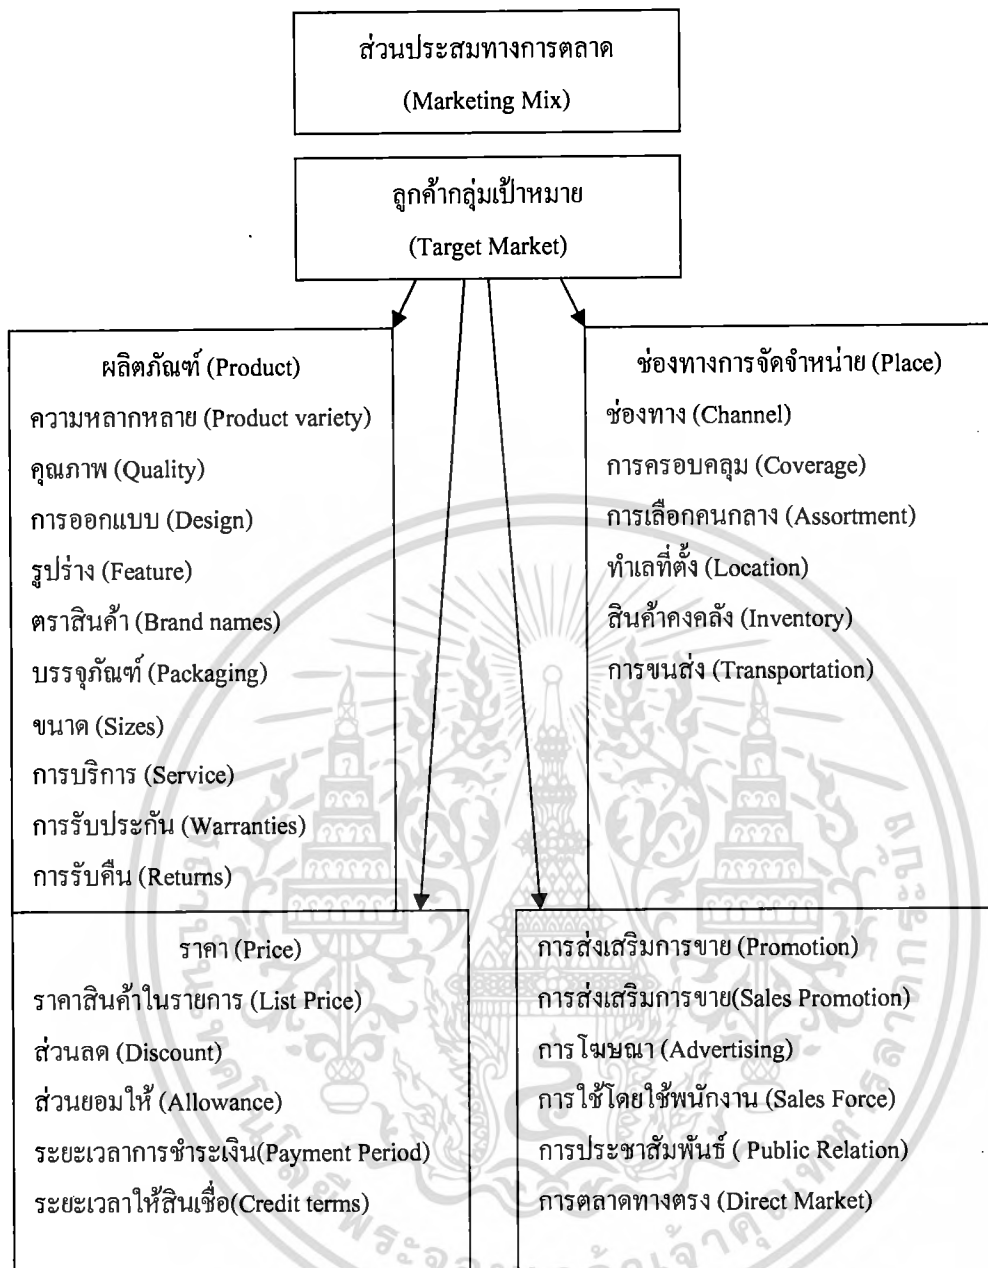 ส่วนประสมทางการตลาด
(Marketing Mix)
ลูกค้ากลุ่มเป้าหมาย
(Target Market)
ผลิตภัณฑ์ (Product)
ความหลากหลาย (Product variety)
คุณภาพ (Quality)
การออกแบบ (Design)
รูปร่าง (Feature)
ตราสินค้า (Brand names)
บรรจุภัณฑ์ (Packaging)
ขนาด (Sizes)
การบริการ (Service)
การรับประกัน (Warranties)
การรับคืน (Returns)
ช่องทางการจัดจำหน่าย (Place)
ช่องทาง (Channel)
การครอบคลุม (Coverage)
การเลือกคนกลาง (Assortment)
ทำเลที่ตั้ง (Location)
สินค้าคงคลัง (Inventory)
การขนส่ง (Transportation)
ราคา (Price)
ราคาสินค้าในรายการ (List Price)
ส่วนลด (Discount)
ส่วนยอมให้ (Allowance)
ระยะเวลาการชำระเงิน(Payment Period)
ระยะเวลาให้สินเชื่อ(Credit terms)
การส่งเสริมการขาย (Promotion)
การส่งเสริมการขาย(Sales Promotion)
การโฆษณา (Advertising)
การใช้โดยใช้พนักงาน (Sales Force)
การประชาสัมพันธ์ ( Public Relation)
การตลาดทางตรง (Direct Market)